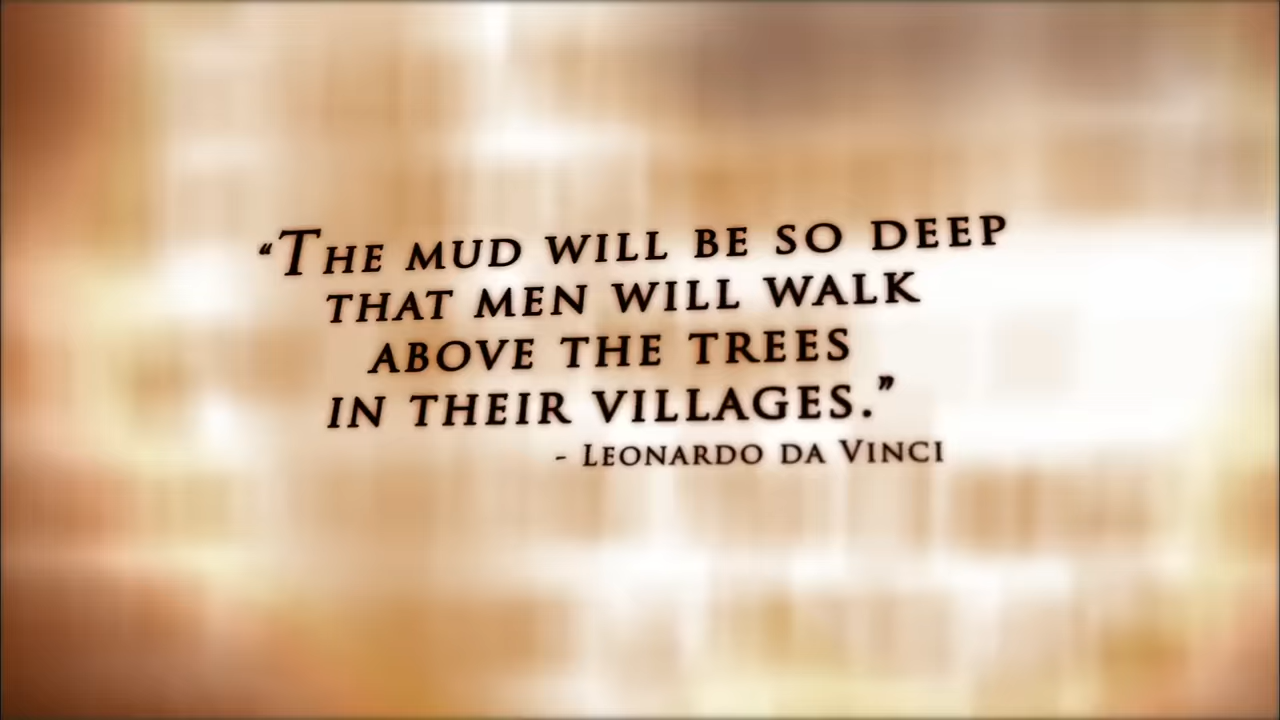 “The mud will be so deep
that men will walk
above the trees
in their villages.”
- Leonardo da Vinci